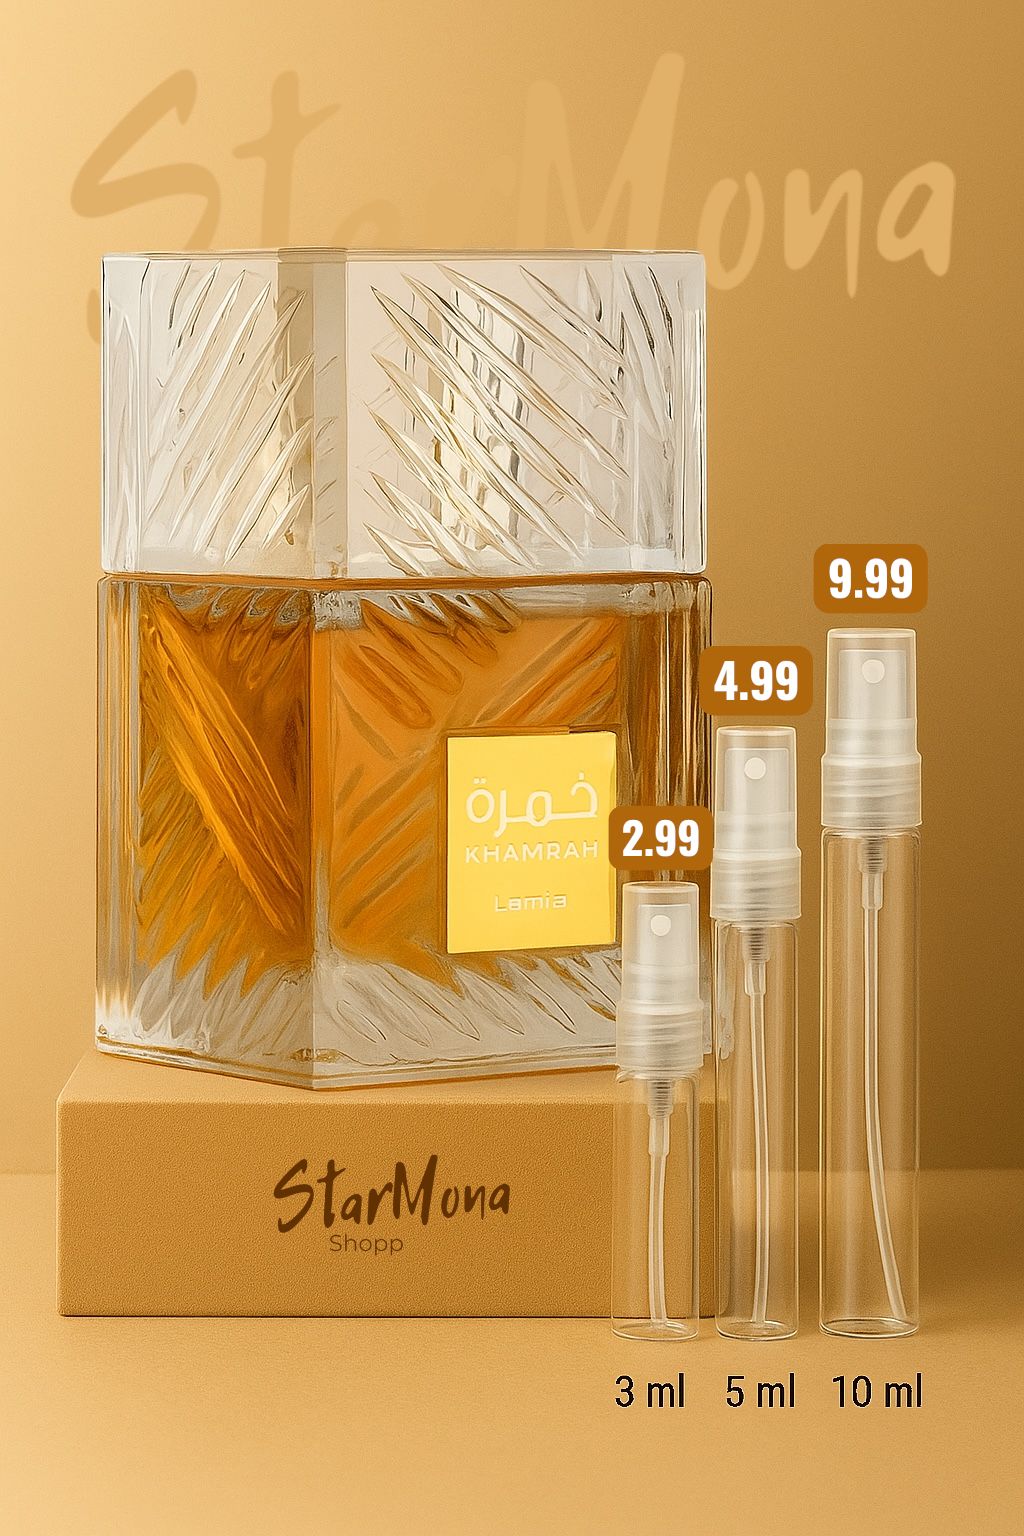 StarMona
9.99
4.99
2.99
خمرة
KHAMRAH
Lamia
StarMona
Shopp
3 ml 5 ml 10 ml